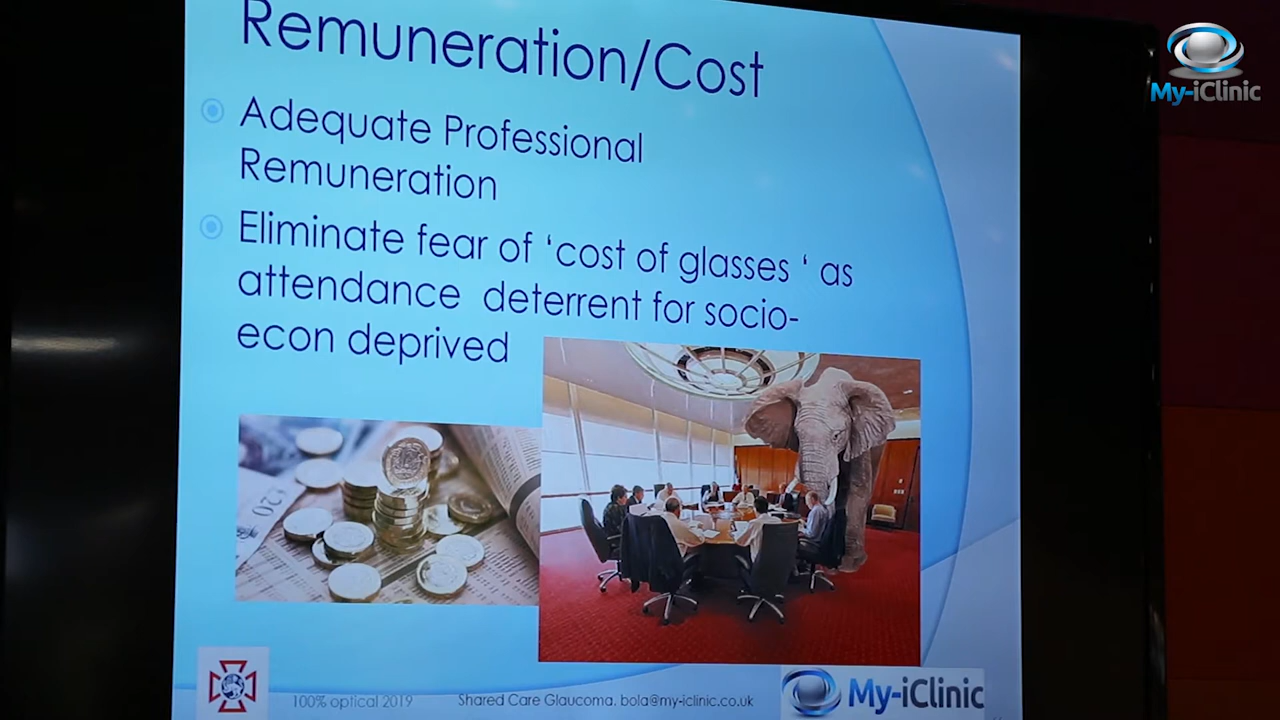 My-iClinic
Remuneration/Cost
Adequate Professional
Remuneration
Eliminate fear of ‘cost of glasses ‘ as
attendance deterrent for socio-
econ deprived
£20
100% optical 2019
Shared Care Glaucoma, bola@my-iclinic.co.uk
My-iClinic